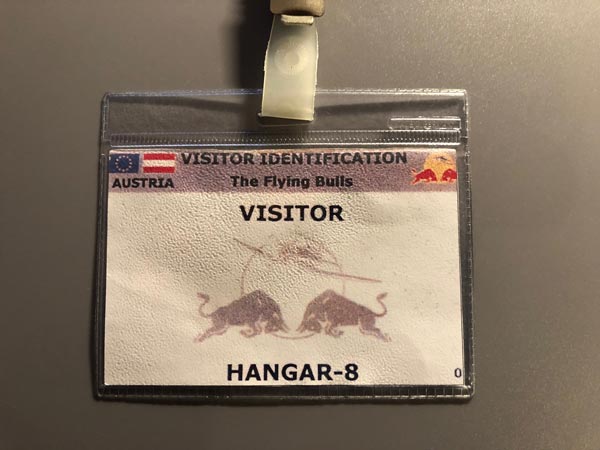 VISITOR IDENTIFICATION
AUSTRIA
The Flying Bulls
VISITOR
HANGAR-8
0